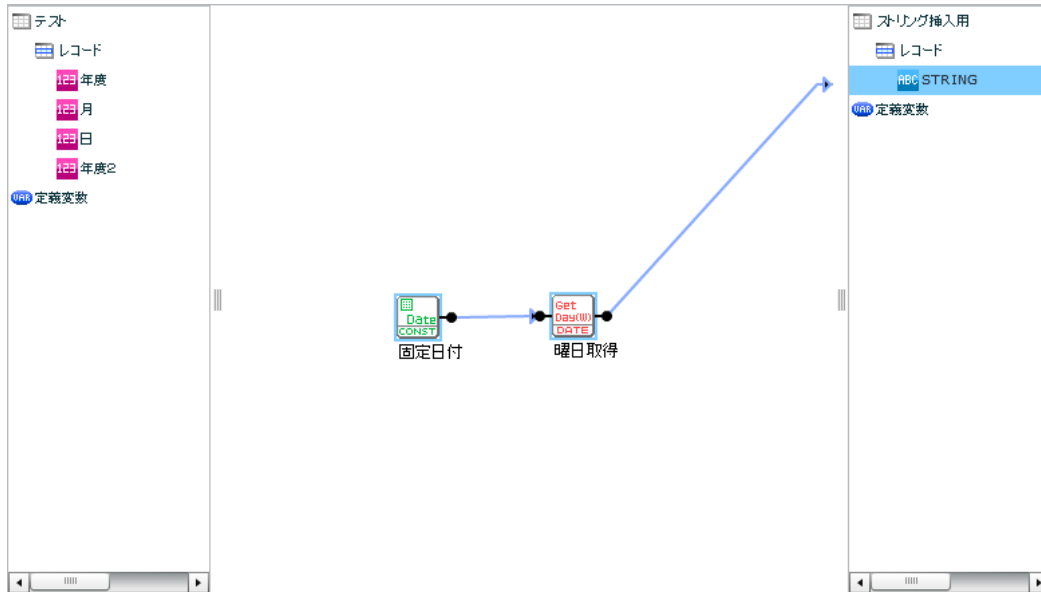 テスト
レコード
123 年度
123 月
123 日
123 年度2
VAR 定義変数
Date
CONST
固定日付
Get
Day(W)
DATE
曜日取得
ストリング挿入用
レコード
ABC STRING
VAR 定義変数